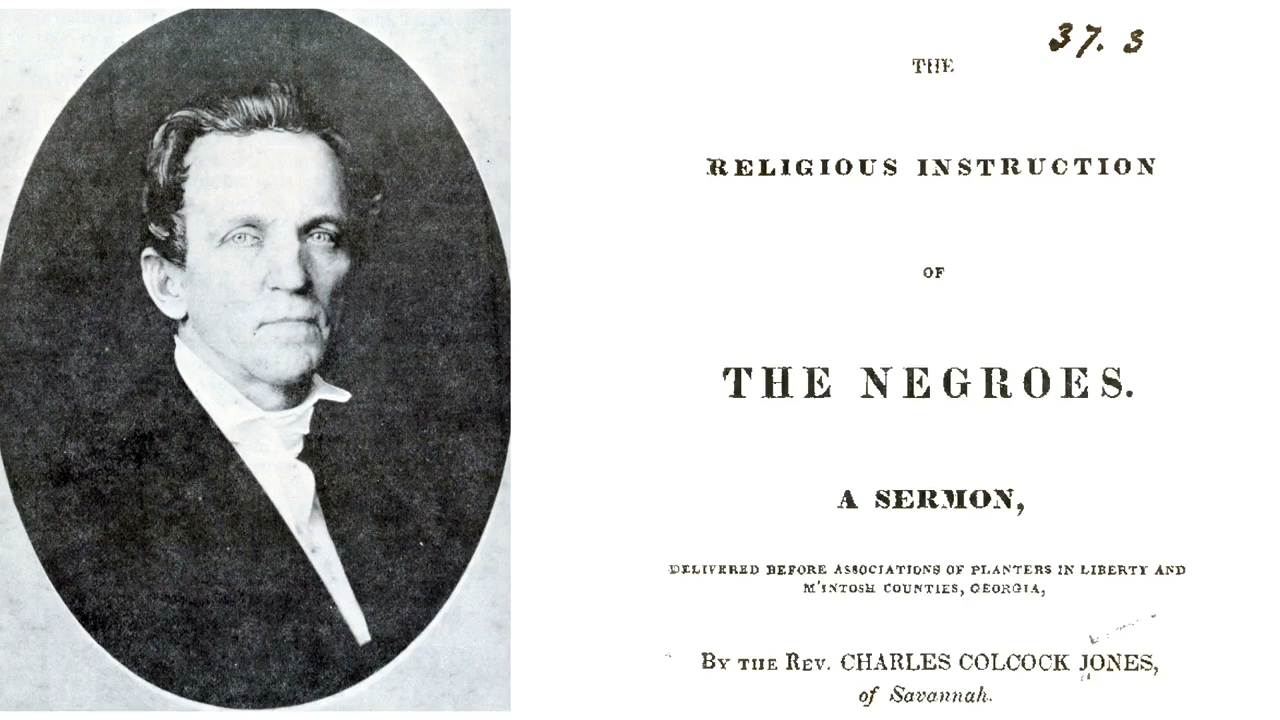 37. 3
THE
RELIGIOUS INSTRUCTION
OF
THE NEGROES.
A SERMON,
DELIVERED BEFORE ASSOCIATIONS OF PLANTERS IN LIBERTY AND
M'INTOSH COUNTIES, GEORGIA,
BY THE REV. CHARLES COLCOCK JONES,
of Savannah.